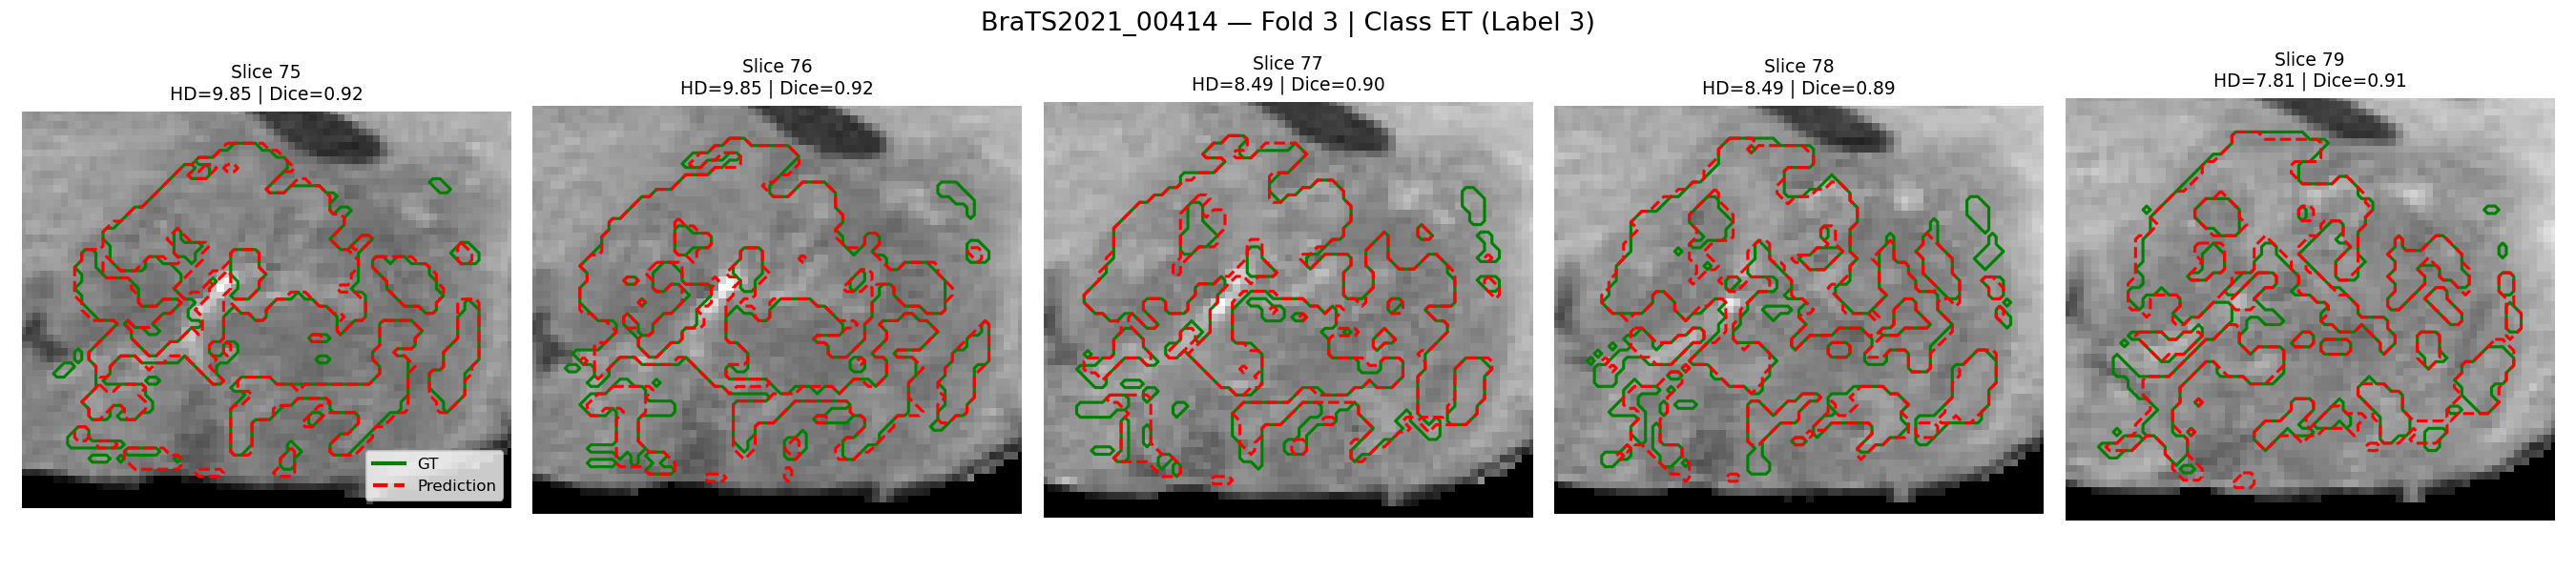 BraTS2021_00414 — Fold 3 | Class ET (Label 3)
Slice 75
HD=9.85 | Dice=0.92
Slice 76
HD=9.85 | Dice=0.92
Slice 77
HD=8.49 | Dice=0.90
Slice 78
HD=8.49 | Dice=0.89
Slice 79
HD=7.81 | Dice=0.91
GT
Prediction